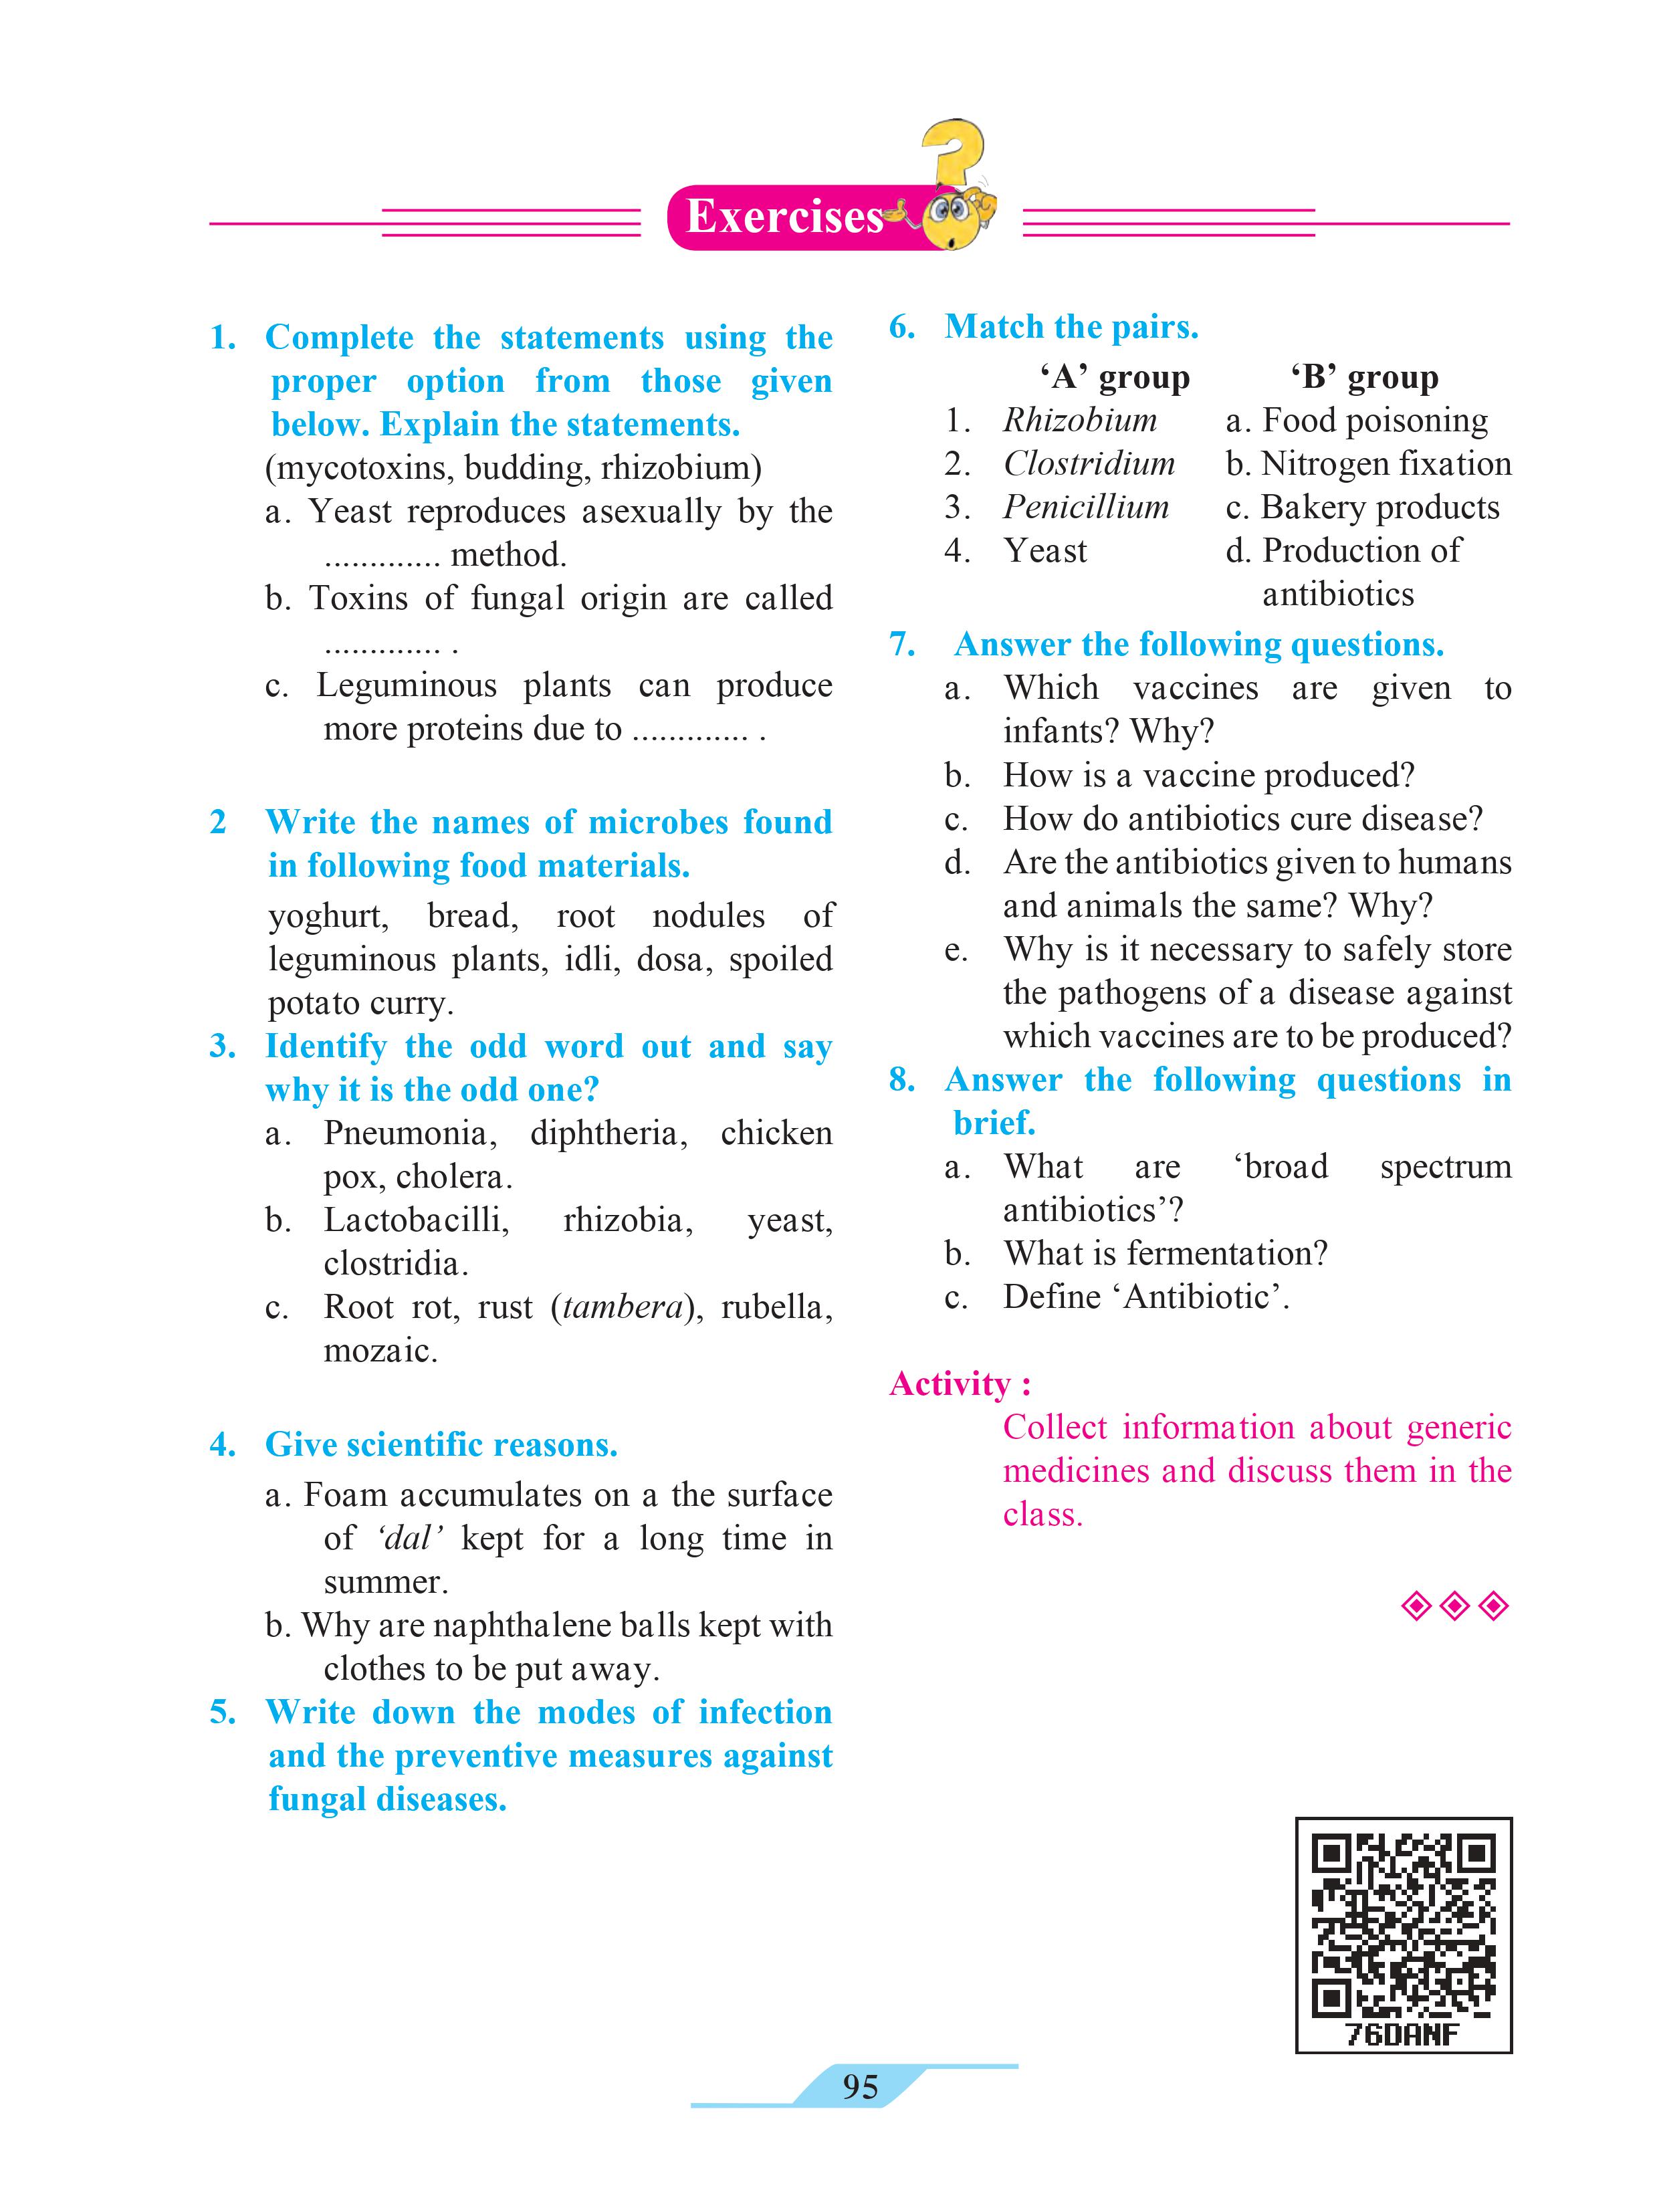 Exercises
1. Complete the statements using the
proper option from those given
below. Explain the statements.
(mycotoxins, budding, rhizobium)
a. Yeast reproduces asexually by the
............. method.
b. Toxins of fungal origin are called
............. .
c. Leguminous plants can produce
more proteins due to ............. .
2 Write the names of microbes found
in following food materials.
yoghurt, bread, root nodules of
leguminous plants, idli, dosa, spoiled
potato curry.
3. Identify the odd word out and say
why it is the odd one?
a. Pneumonia, diphtheria, chicken
pox, cholera.
b. Lactobacilli, rhizobia, yeast,
clostridia.
c. Root rot, rust (tambera), rubella,
mozaic.
4. Give scientific reasons.
a. Foam accumulates on a the surface
of ‘dal’ kept for a long time in
summer.
b. Why are naphthalene balls kept with
clothes to be put away.
5. Write down the modes of infection
and the preventive measures against
fungal diseases.
6. Match the pairs.
‘A’ group ‘B’ group
1. Rhizobium a. Food poisoning
2. Clostridium b. Nitrogen fixation
3. Penicillium c. Bakery products
4. Yeast d. Production of
antibiotics
7. Answer the following questions.
a. Which vaccines are given to
infants? Why?
b. How is a vaccine produced?
c. How do antibiotics cure disease?
d. Are the antibiotics given to humans
and animals the same? Why?
e. Why is it necessary to safely store
the pathogens of a disease against
which vaccines are to be produced?
8. Answer the following questions in
brief.
a. What are ‘broad spectrum
antibiotics’?
b. What is fermentation?
c. Define ‘Antibiotic’.
Activity :
Collect information about generic
medicines and discuss them in the
class.
76DANF
95